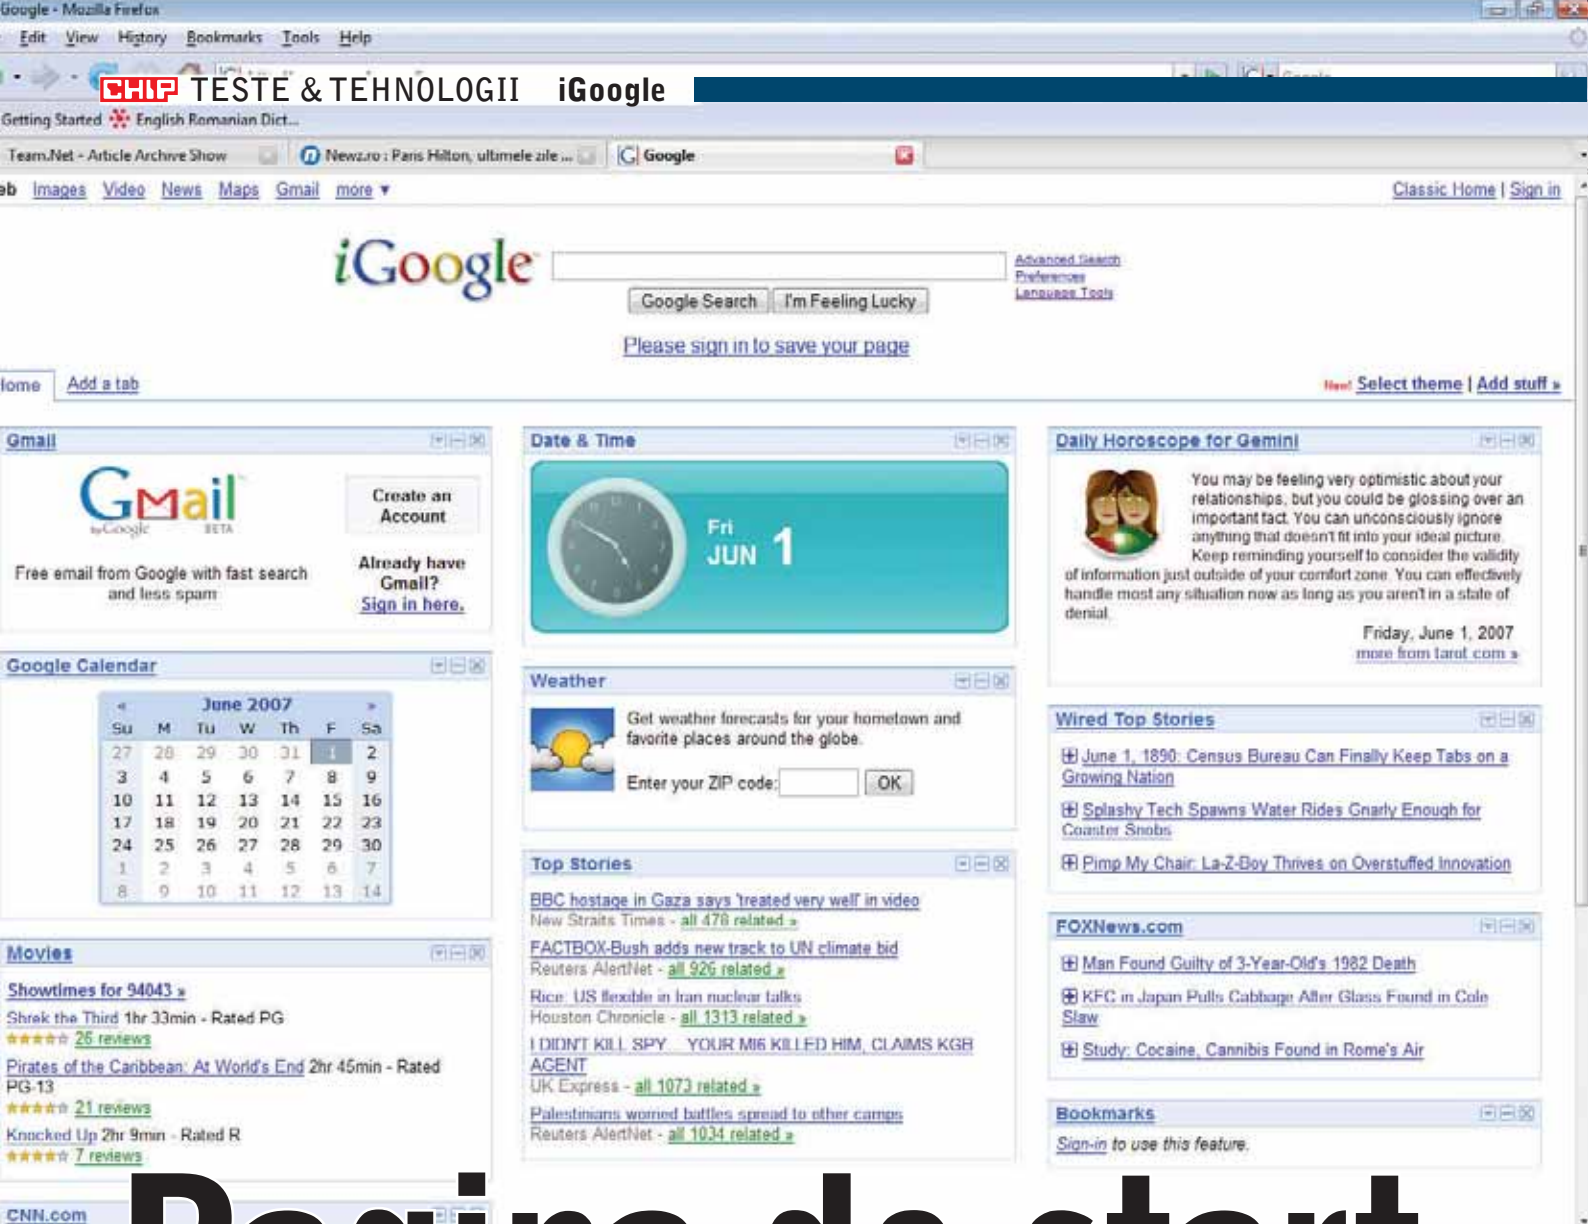 Google - Mozilla Firefox
Edit View History Bookmarks Tools Help
CHIP TESTE & TEHNOLOGII iGoogle
Getting Started English Romanian Dict...
Team.Net - Article Archive Show
Newz.ro : Paris Hilton, ultimele zile ...
Google
eb Images Video News Maps Gmail more ▼
Classic Home | Sign in
iGoogle
Advanced Search
Preferences
Language Tools
Google Search I'm Feeling Lucky
Please sign in to save your page
Home Add a tab
New! Select theme | Add stuff »
Gmail
Gmail
by Google BETA
Create an
Account
Free email from Google with fast search
and less spam
Already have
Gmail?
Sign in here.
Google Calendar
« June 2007 »
Su M Tu W Th F Sa
27 28 29 30 31 1 2
3 4 5 6 7 8 9
10 11 12 13 14 15 16
17 18 19 20 21 22 23
24 25 26 27 28 29 30
1 2 3 4 5 6 7
8 9 10 11 12 13 14
Movies
Showtimes for 94043 »
Shrek the Third 1hr 33min - Rated PG
26 reviews
Pirates of the Caribbean: At World's End 2hr 45min - Rated
PG-13
21 reviews
Knocked Up 2hr 9min - Rated R
7 reviews
CNN.com
Date & Time
Fri
JUN 1
Weather
Get weather forecasts for your hometown and
favorite places around the globe.
Enter your ZIP code: OK
Top Stories
BBC hostage in Gaza says 'treated very well' in video
New Straits Times - all 478 related »
FACTBOX-Bush adds new track to UN climate bid
Reuters AlertNet - all 926 related »
Rice: US flexible in Iran nuclear talks
Houston Chronicle - all 1313 related »
I DIDN'T KILL SPY... YOUR MI6 KILLED HIM, CLAIMS KGB
AGENT
UK Express - all 1073 related »
Palestinians worried battles spread to other camps
Reuters AlertNet - all 1034 related »
Daily Horoscope for Gemini
You may be feeling very optimistic about your
relationships, but you could be glossing over an
important fact. You can unconsciously ignore
anything that doesn't fit into your ideal picture.
Keep reminding yourself to consider the validity
of information just outside of your comfort zone. You can effectively
handle most any situation now as long as you aren't in a state of
denial.
Friday, June 1, 2007
more from tarot.com »
Wired Top Stories
June 1, 1890: Census Bureau Can Finally Keep Tabs on a
Growing Nation
Splashy Tech Spawns Water Rides Gnarly Enough for
Coaster Snobs
Pimp My Chair: La-Z-Boy Thrives on Overstuffed Innovation
FOXNews.com
Man Found Guilty of 3-Year-Old's 1982 Death
KFC in Japan Pulls Cabbage After Glass Found in Cole
Slaw
Study: Cocaine, Cannibis Found in Rome's Air
Bookmarks
Sign-in to use this feature.
Pagina de start